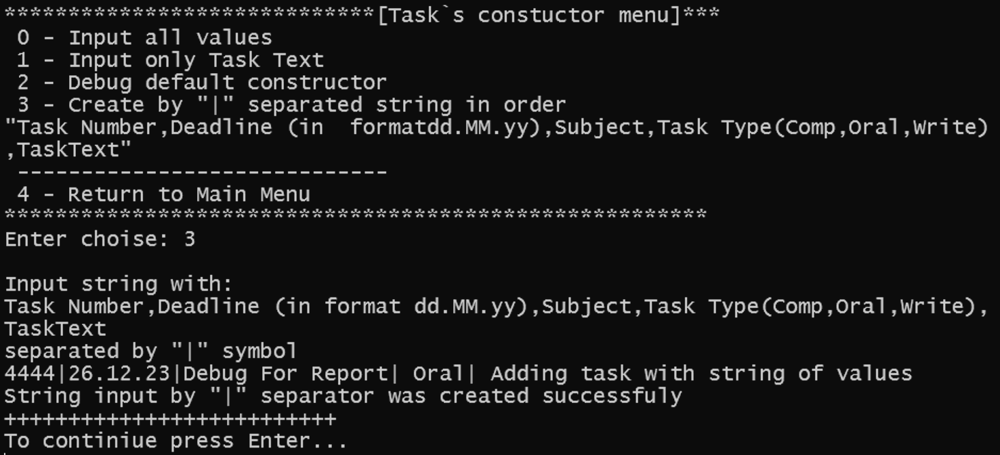 *****************************[Task`s constuctor menu]***
 0 - Input all values
 1 - Input only Task Text
 2 - Debug default constructor
 3 - Create by "|" separated string in order
"Task Number,Deadline (in  formatdd.MM.yy),Subject,Task Type(Comp,Oral,Write)
,TaskText"
 -----------------------------
 4 - Return to Main Menu
*******************************************************
Enter choise: 3

Input string with:
Task Number,Deadline (in format dd.MM.yy),Subject,Task Type(Comp,Oral,Write),
TaskText
separated by "|" symbol
4444|26.12.23|Debug For Report| Oral| Adding task with string of values
String input by "|" separator was created successfuly
++++++++++++++++++++++++++
To continiue press Enter...